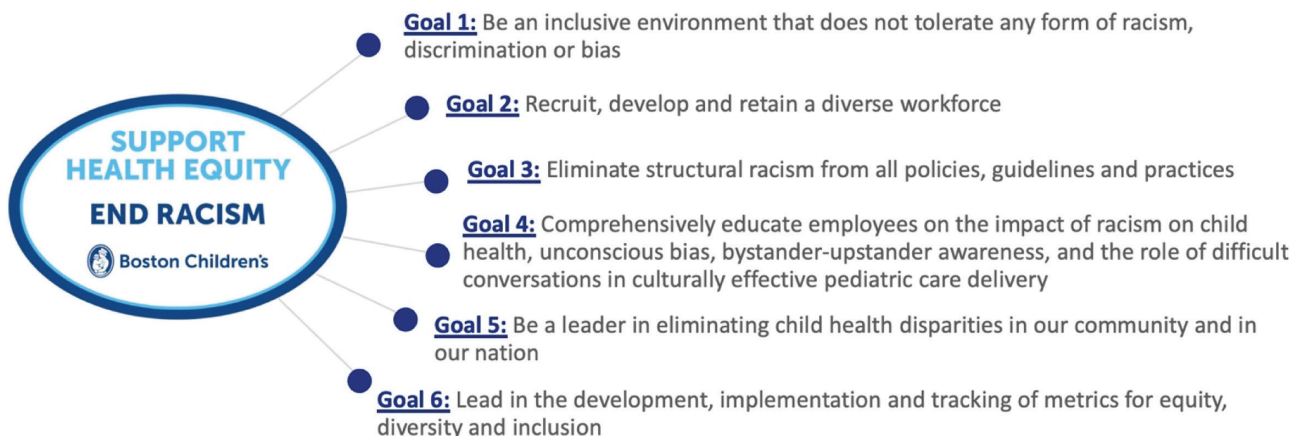 Goal 1: Be an inclusive environment that does not tolerate any form of racism,
discrimination or bias
Goal 2: Recruit, develop and retain a diverse workforce
SUPPORT
HEALTH EQUITY
END RACISM
Boston Children's
Goal 3: Eliminate structural racism from all policies, guidelines and practices
Goal 4: Comprehensively educate employees on the impact of racism on child
health, unconscious bias, bystander-upstander awareness, and the role of difficult
conversations in culturally effective pediatric care delivery
Goal 5: Be a leader in eliminating child health disparities in our community and in
our nation
Goal 6: Lead in the development, implementation and tracking of metrics for equity,
diversity and inclusion